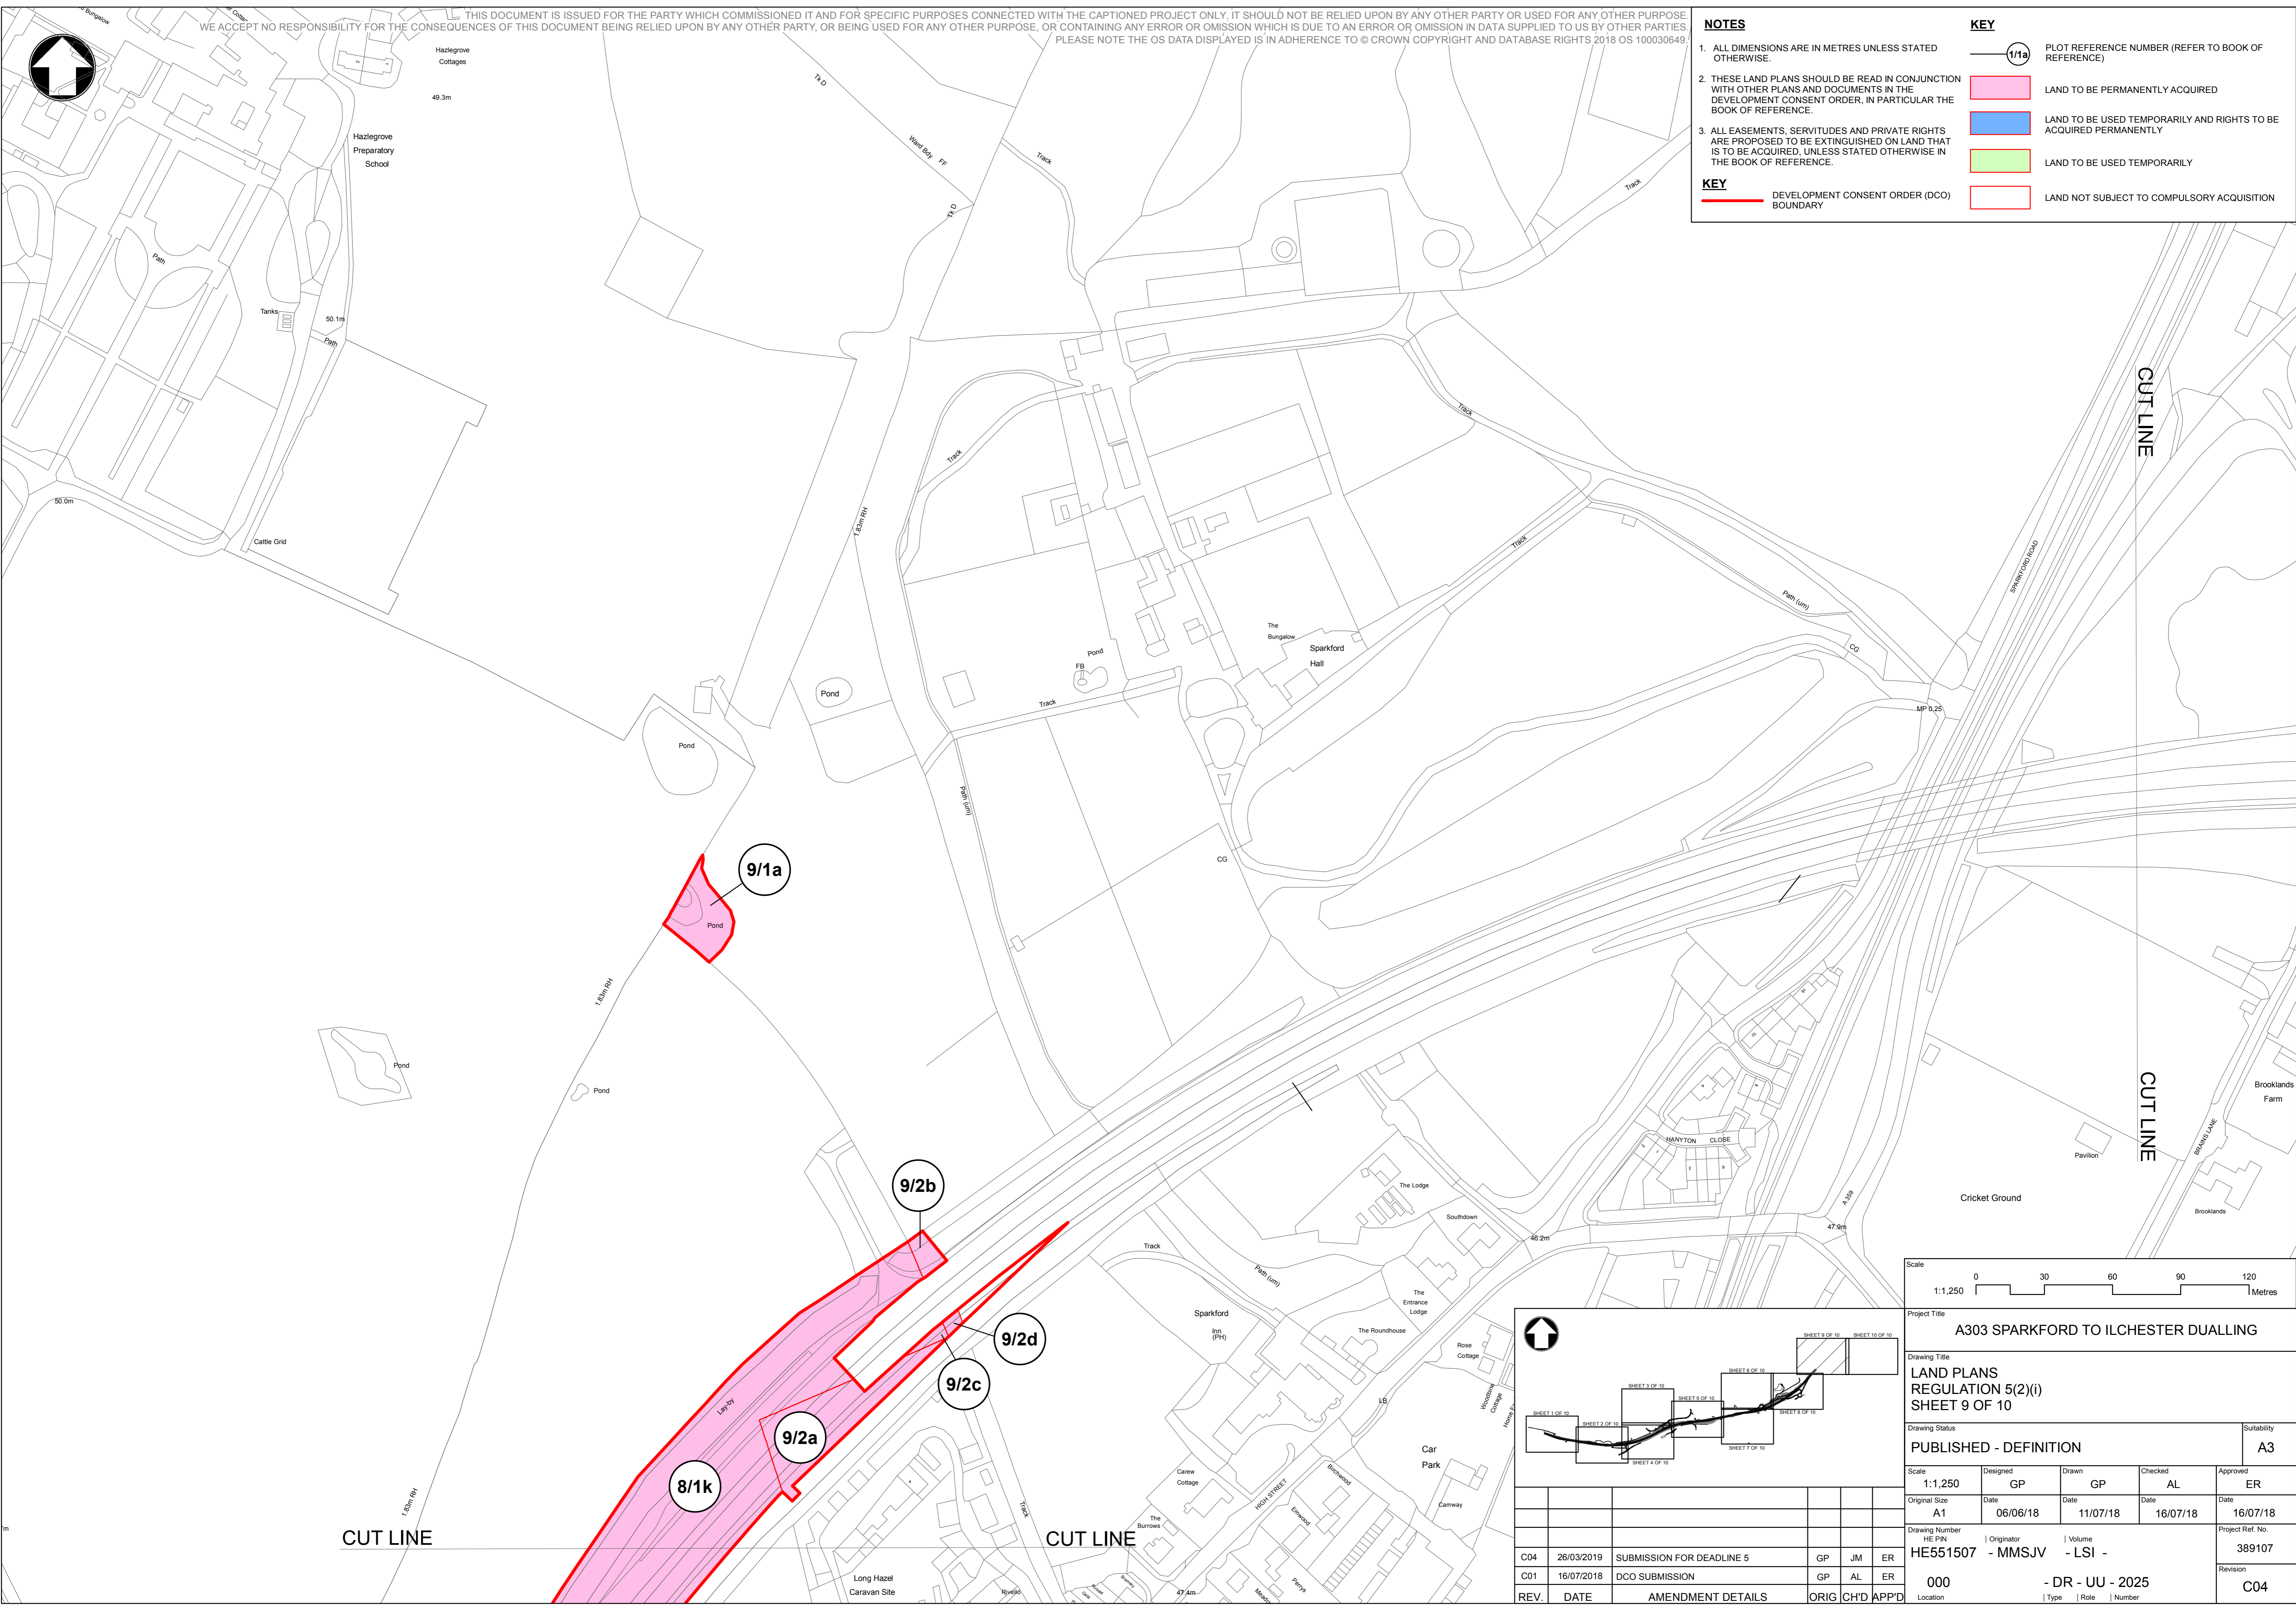 THIS DOCUMENT IS ISSUED FOR THE PARTY WHICH COMMISSIONED IT AND FOR SPECIFIC PURPOSES CONNECTED WITH THE CAPTIONED PROJECT ONLY. IT SHOULD NOT BE RELIED UPON BY ANY OTHER PARTY OR USED FOR ANY OTHER PURPOSE.
WE ACCEPT NO RESPONSIBILITY FOR THE CONSEQUENCES OF THIS DOCUMENT BEING RELIED UPON BY ANY OTHER PARTY, OR BEING USED FOR ANY OTHER PURPOSE, OR CONTAINING ANY ERROR OR OMISSION WHICH IS DUE TO AN ERROR OR OMISSION IN DATA SUPPLIED TO US BY OTHER PARTIES.
PLEASE NOTE THE OS DATA DISPLAYED IS IN ADHERENCE TO © CROWN COPYRIGHT AND DATABASE RIGHTS 2018 OS 100030649.
NOTES
1. ALL DIMENSIONS ARE IN METRES UNLESS STATED
OTHERWISE.
2. THESE LAND PLANS SHOULD BE READ IN CONJUNCTION
WITH OTHER PLANS AND DOCUMENTS IN THE
DEVELOPMENT CONSENT ORDER, IN PARTICULAR THE
BOOK OF REFERENCE.
3. ALL EASEMENTS, SERVITUDES AND PRIVATE RIGHTS
ARE PROPOSED TO BE EXTINGUISHED ON LAND THAT
IS TO BE ACQUIRED, UNLESS STATED OTHERWISE IN
THE BOOK OF REFERENCE.
KEY
DEVELOPMENT CONSENT ORDER (DCO)
BOUNDARY
KEY
1/1a
PLOT REFERENCE NUMBER (REFER TO BOOK OF
REFERENCE)
LAND TO BE PERMANENTLY ACQUIRED
LAND TO BE USED TEMPORARILY AND RIGHTS TO BE
ACQUIRED PERMANENTLY
LAND TO BE USED TEMPORARILY
LAND NOT SUBJECT TO COMPULSORY ACQUISITION
Bungalow
Hazlegrove
Cottages
49.3m
Hazlegrove
Preparatory
School
Path
Tanks
50.1m
Path
50.0m
Cattle Grid
Tk D
Ward Bdy FF
Track
Tk D
Track
1.83m RH
Track
Track
Track
Path (um)
The
Bungalow
Sparkford
Hall
Pond
FB
Pond
Track
Path (um)
Pond
CG
CG
MP 0.25
SPARKFORD ROAD
CUT LINE
9/1a
Pond
1.83m RH
Pond
Pond
9/2b
9/2d
9/2c
9/2a
8/1k
Lay-by
1.83m RH
CUT LINE
CUT LINE
CUT LINE
Track
Path (um)
Sparkford
Inn
(PH)
The Lodge
Southdown
46.2m
The
Entrance
Lodge
The Roundhouse
Rose
Cottage
Woodbine
Cottage
LB
Car
Park
Camway
Carew
Cottage
HIGH STREET
Birchwood
Elmwood
The
Burrows
Track
Long Hazel
Caravan Site
Rivello
Bramley
Russet
47.4m
Perrys
HANYTON CLOSE
A 359
47.9m
Cricket Ground
Pavilion
BRAINS LANE
Brooklands
Farm
Brooklands
SHEET 1 OF 10
SHEET 2 OF 10
SHEET 3 OF 10
SHEET 4 OF 10
SHEET 5 OF 10
SHEET 6 OF 10
SHEET 7 OF 10
SHEET 8 OF 10
SHEET 9 OF 10
SHEET 10 OF 10
C04 26/03/2019 SUBMISSION FOR DEADLINE 5 GP JM ER
C01 16/07/2018 DCO SUBMISSION GP AL ER
REV. DATE AMENDMENT DETAILS ORIG CH'D APP'D
Scale
1:1,250
0 30 60 90 120
Metres
Project Title
A303 SPARKFORD TO ILCHESTER DUALLING
Drawing Title
LAND PLANS
REGULATION 5(2)(i)
SHEET 9 OF 10
Drawing Status
PUBLISHED - DEFINITION
Suitability
A3
Scale Designed Drawn Checked Approved
1:1,250 GP GP AL ER
Original Size Date Date Date Date
A1 06/06/18 11/07/18 16/07/18 16/07/18
Drawing Number
HE PIN | Originator | Volume
HE551507 - MMSJV - LSI -
Project Ref. No.
389107
000 - DR - UU - 2025
Location | Type | Role | Number
Revision
C04